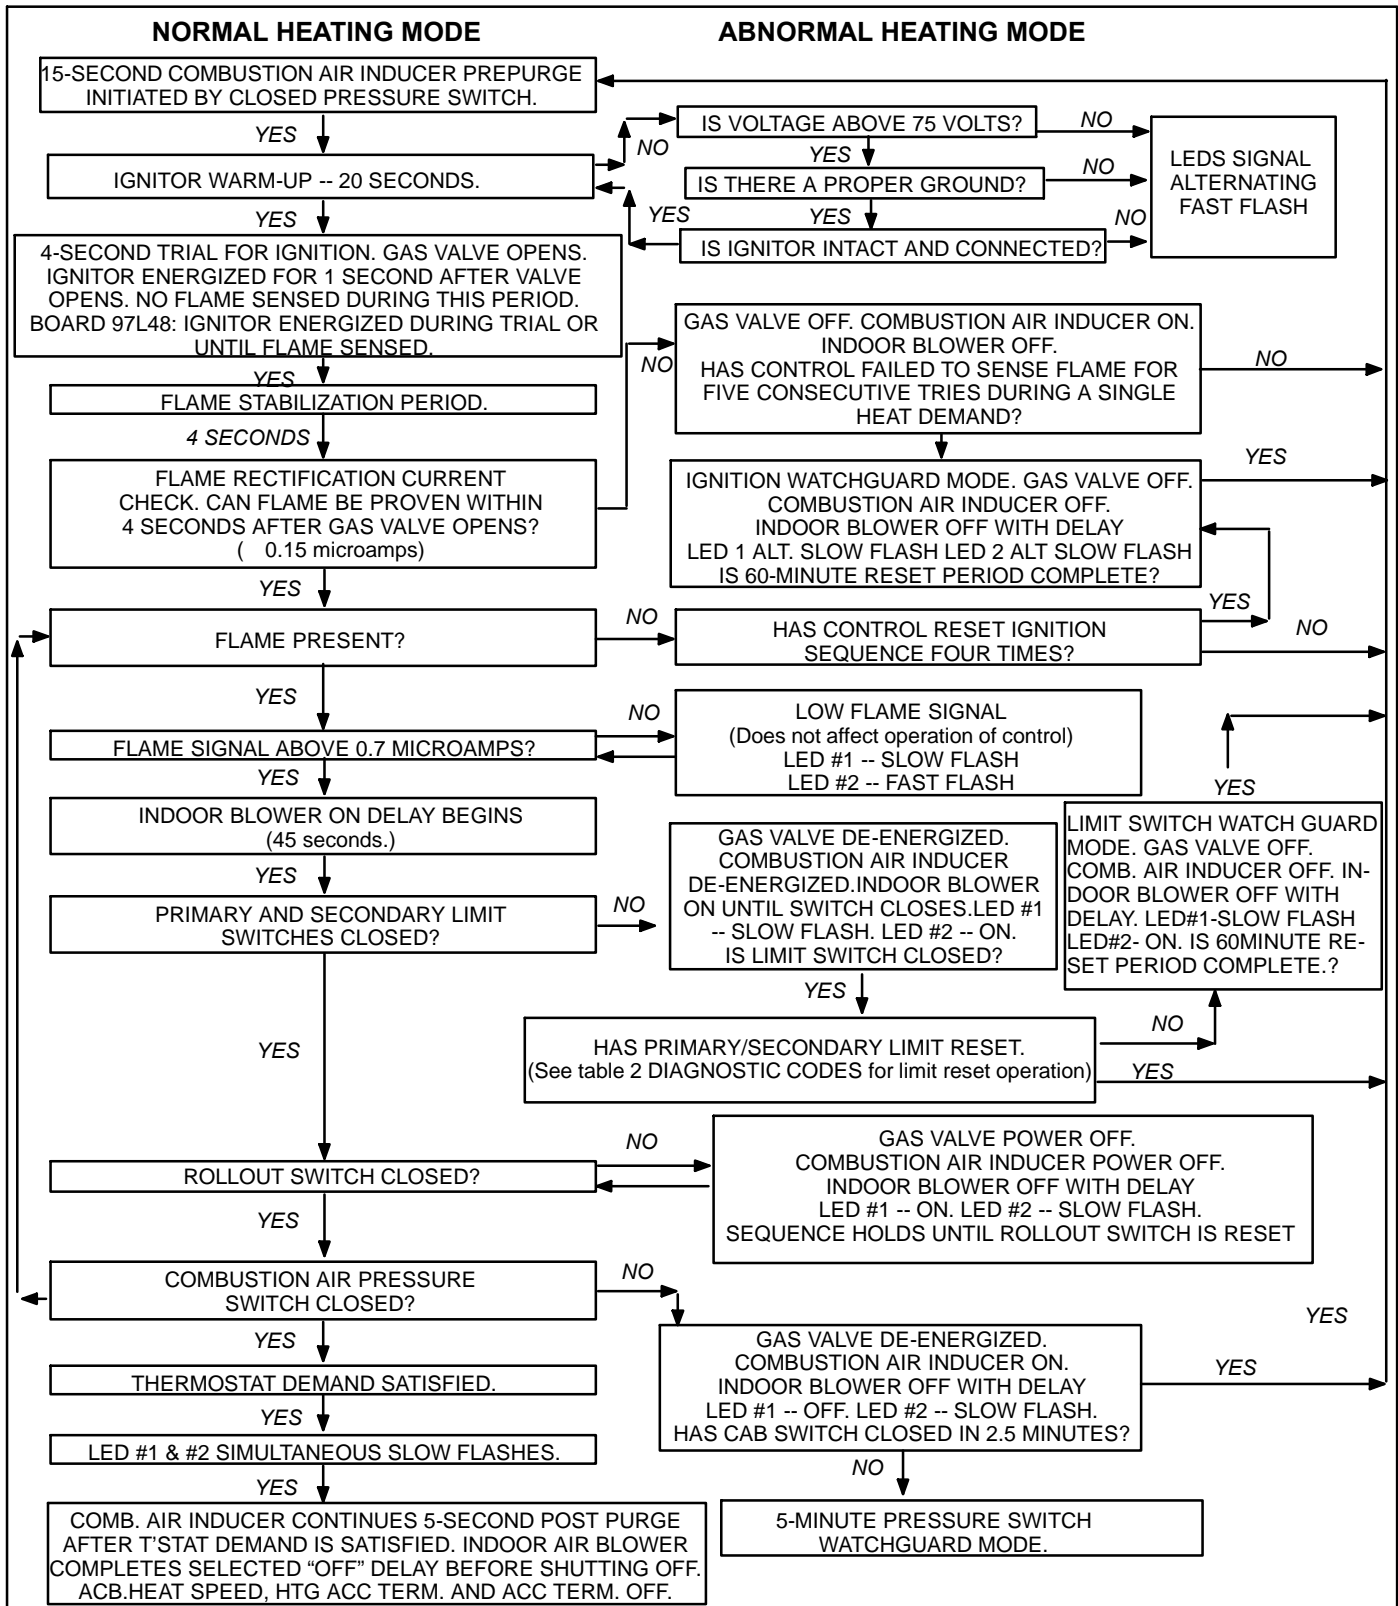 NORMAL HEATING MODE
ABNORMAL HEATING MODE
15-SECOND COMBUSTION AIR INDUCER PREPURGE
INITIATED BY CLOSED PRESSURE SWITCH.
YES
IGNITOR WARM-UP -- 20 SECONDS.
NO
IS VOLTAGE ABOVE 75 VOLTS?
NO
YES
IS THERE A PROPER GROUND?
NO
YES
YES
IS IGNITOR INTACT AND CONNECTED?
NO
LEDS SIGNAL
ALTERNATING
FAST FLASH
YES
4-SECOND TRIAL FOR IGNITION. GAS VALVE OPENS.
IGNITOR ENERGIZED FOR 1 SECOND AFTER VALVE
OPENS. NO FLAME SENSED DURING THIS PERIOD.
BOARD 97L48: IGNITOR ENERGIZED DURING TRIAL OR
UNTIL FLAME SENSED.
YES
FLAME STABILIZATION PERIOD.
4 SECONDS
FLAME RECTIFICATION CURRENT
CHECK. CAN FLAME BE PROVEN WITHIN
4 SECONDS AFTER GAS VALVE OPENS?
( 0.15 microamps)
NO
GAS VALVE OFF. COMBUSTION AIR INDUCER ON.
INDOOR BLOWER OFF.
HAS CONTROL FAILED TO SENSE FLAME FOR
FIVE CONSECUTIVE TRIES DURING A SINGLE
HEAT DEMAND?
NO
IGNITION WATCHGUARD MODE. GAS VALVE OFF.
COMBUSTION AIR INDUCER OFF.
INDOOR BLOWER OFF WITH DELAY
LED 1 ALT. SLOW FLASH LED 2 ALT SLOW FLASH
IS 60-MINUTE RESET PERIOD COMPLETE?
YES
YES
FLAME PRESENT?
NO
HAS CONTROL RESET IGNITION
SEQUENCE FOUR TIMES?
YES
NO
YES
FLAME SIGNAL ABOVE 0.7 MICROAMPS?
NO
LOW FLAME SIGNAL
(Does not affect operation of control)
LED #1 -- SLOW FLASH
LED #2 -- FAST FLASH
YES
INDOOR BLOWER ON DELAY BEGINS
(45 seconds.)
YES
PRIMARY AND SECONDARY LIMIT
SWITCHES CLOSED?
NO
GAS VALVE DE-ENERGIZED.
COMBUSTION AIR INDUCER
DE-ENERGIZED.INDOOR BLOWER
ON UNTIL SWITCH CLOSES.LED #1
-- SLOW FLASH. LED #2 -- ON.
IS LIMIT SWITCH CLOSED?
YES
YES
LIMIT SWITCH WATCH GUARD
MODE. GAS VALVE OFF.
COMB. AIR INDUCER OFF. IN-
DOOR BLOWER OFF WITH
DELAY. LED#1-SLOW FLASH
LED#2- ON. IS 60MINUTE RE-
SET PERIOD COMPLETE.?
HAS PRIMARY/SECONDARY LIMIT RESET.
(See table 2 DIAGNOSTIC CODES for limit reset operation)
NO
YES
YES
ROLLOUT SWITCH CLOSED?
NO
GAS VALVE POWER OFF.
COMBUSTION AIR INDUCER POWER OFF.
INDOOR BLOWER OFF WITH DELAY
LED #1 -- ON. LED #2 -- SLOW FLASH.
SEQUENCE HOLDS UNTIL ROLLOUT SWITCH IS RESET
YES
COMBUSTION AIR PRESSURE
SWITCH CLOSED?
NO
GAS VALVE DE-ENERGIZED.
COMBUSTION AIR INDUCER ON.
INDOOR BLOWER OFF WITH DELAY
LED #1 -- OFF. LED #2 -- SLOW FLASH.
HAS CAB SWITCH CLOSED IN 2.5 MINUTES?
YES
YES
NO
5-MINUTE PRESSURE SWITCH
WATCHGUARD MODE.
YES
THERMOSTAT DEMAND SATISFIED.
YES
LED #1 & #2 SIMULTANEOUS SLOW FLASHES.
YES
COMB. AIR INDUCER CONTINUES 5-SECOND POST PURGE
AFTER T’STAT DEMAND IS SATISFIED. INDOOR AIR BLOWER
COMPLETES SELECTED “OFF” DELAY BEFORE SHUTTING OFF.
ACB.HEAT SPEED, HTG ACC TERM. AND ACC TERM. OFF.